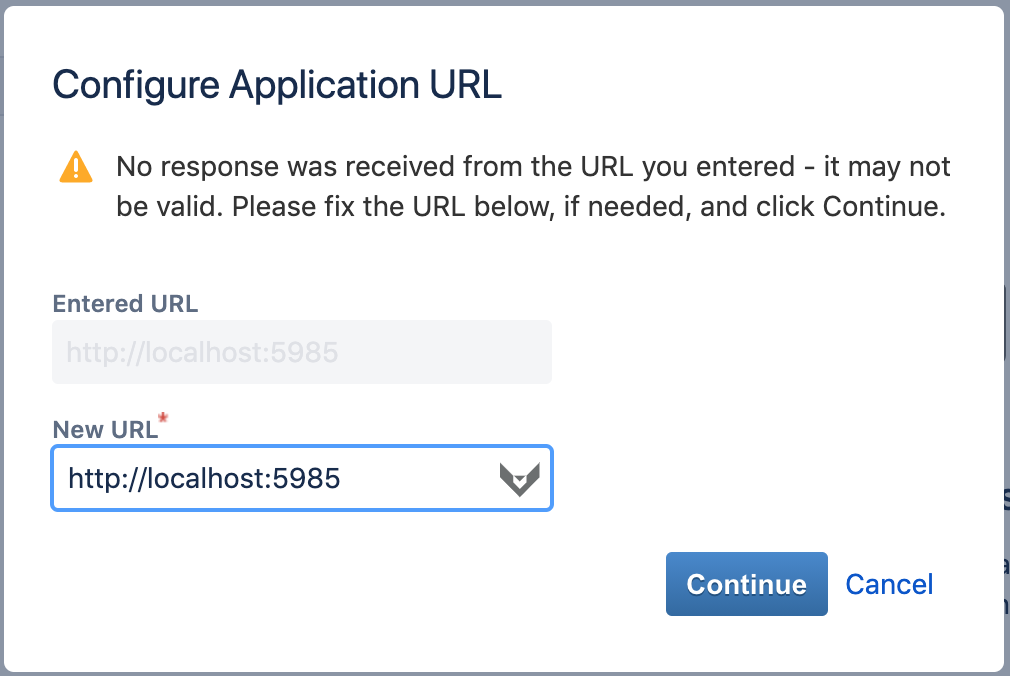 Configure Application URL
No response was received from the URL you entered - it may not
be valid. Please fix the URL below, if needed, and click Continue.
Entered URL
http://localhost:5985
New URL*
http://localhost:5985
Continue Cancel